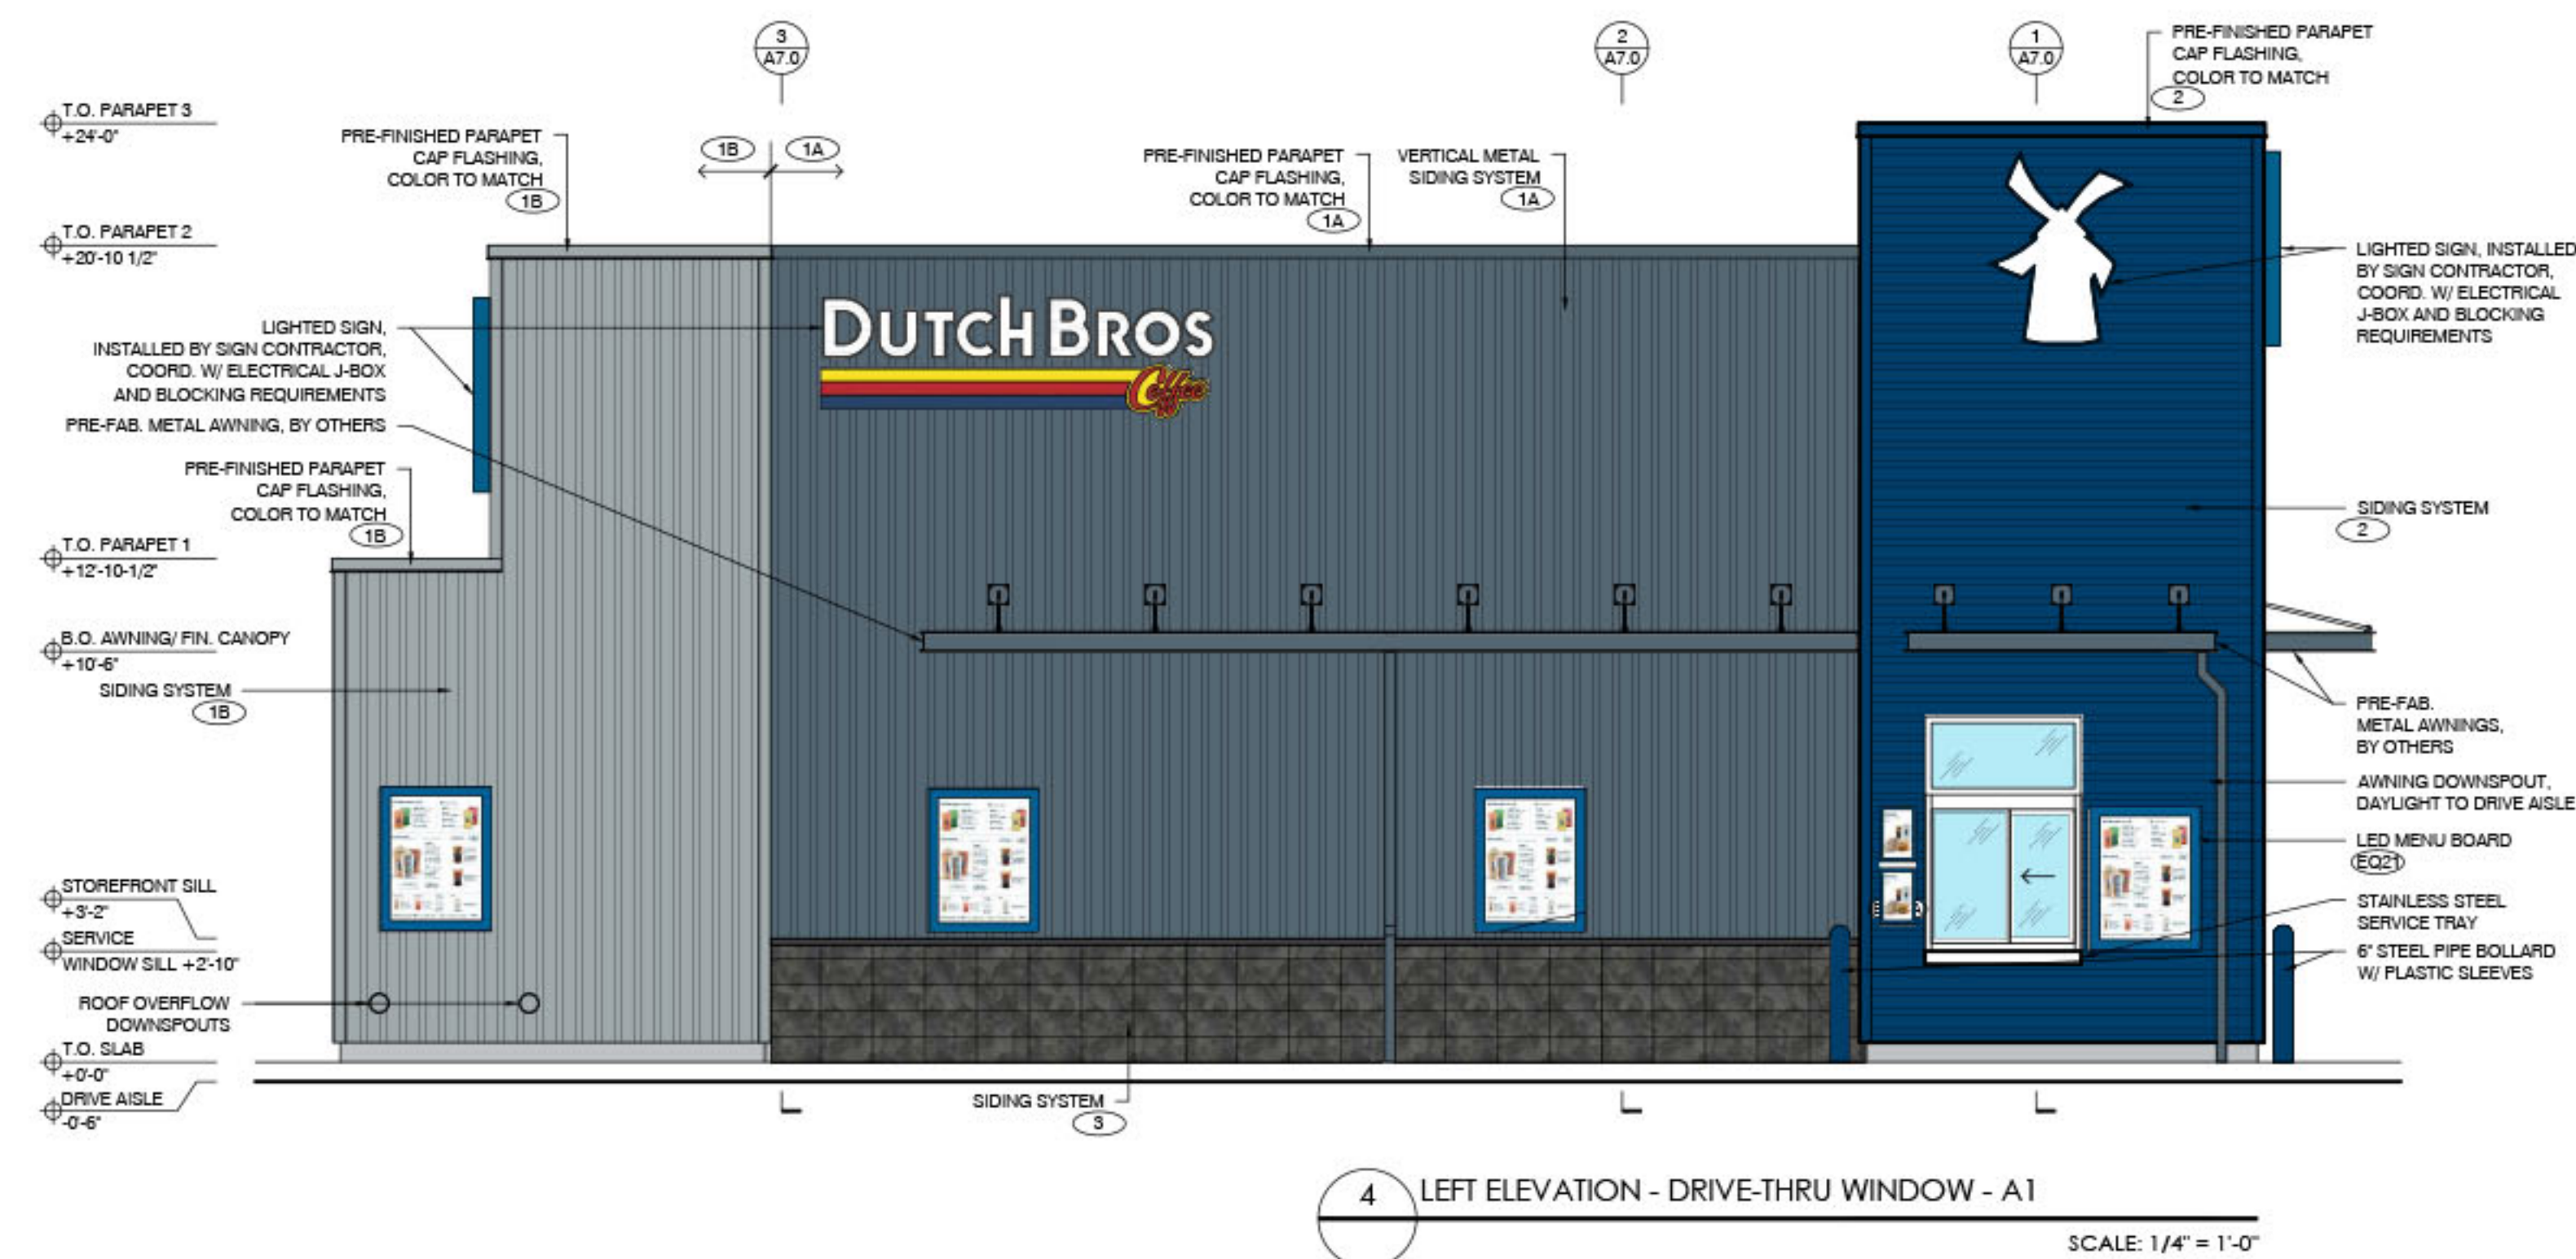 3
A7.0
2
A7.0
1
A7.0
PRE-FINISHED PARAPET
CAP FLASHING,
COLOR TO MATCH
2
T.O. PARAPET 3
+24'-0"
PRE-FINISHED PARAPET
CAP FLASHING,
COLOR TO MATCH
1B
1B
1A
PRE-FINISHED PARAPET
CAP FLASHING,
COLOR TO MATCH
1A
VERTICAL METAL
SIDING SYSTEM
1A
T.O. PARAPET 2
+20'-10 1/2"
LIGHTED SIGN, INSTALLED
BY SIGN CONTRACTOR,
COORD. W/ ELECTRICAL
J-BOX AND BLOCKING
REQUIREMENTS
LIGHTED SIGN,
INSTALLED BY SIGN CONTRACTOR,
COORD. W/ ELECTRICAL J-BOX
AND BLOCKING REQUIREMENTS
DUTCH BROS
Coffee
PRE-FAB. METAL AWNING, BY OTHERS
PRE-FINISHED PARAPET
CAP FLASHING,
COLOR TO MATCH
1B
SIDING SYSTEM
2
T.O. PARAPET 1
+12'-10-1/2"
B.O. AWNING/ FIN. CANOPY
+10'-6"
SIDING SYSTEM
1B
PRE-FAB.
METAL AWNINGS,
BY OTHERS
AWNING DOWNSPOUT,
DAYLIGHT TO DRIVE AISLE
LED MENU BOARD
EQ21
STOREFRONT SILL
+3'-2"
STAINLESS STEEL
SERVICE TRAY
SERVICE
WINDOW SILL +2'-10"
6" STEEL PIPE BOLLARD
W/ PLASTIC SLEEVES
ROOF OVERFLOW
DOWNSPOUTS
T.O. SLAB
+0'-0"
DRIVE AISLE
-0'-6"
SIDING SYSTEM
3
4
LEFT ELEVATION - DRIVE-THRU WINDOW - A1
SCALE: 1/4" = 1'-0"